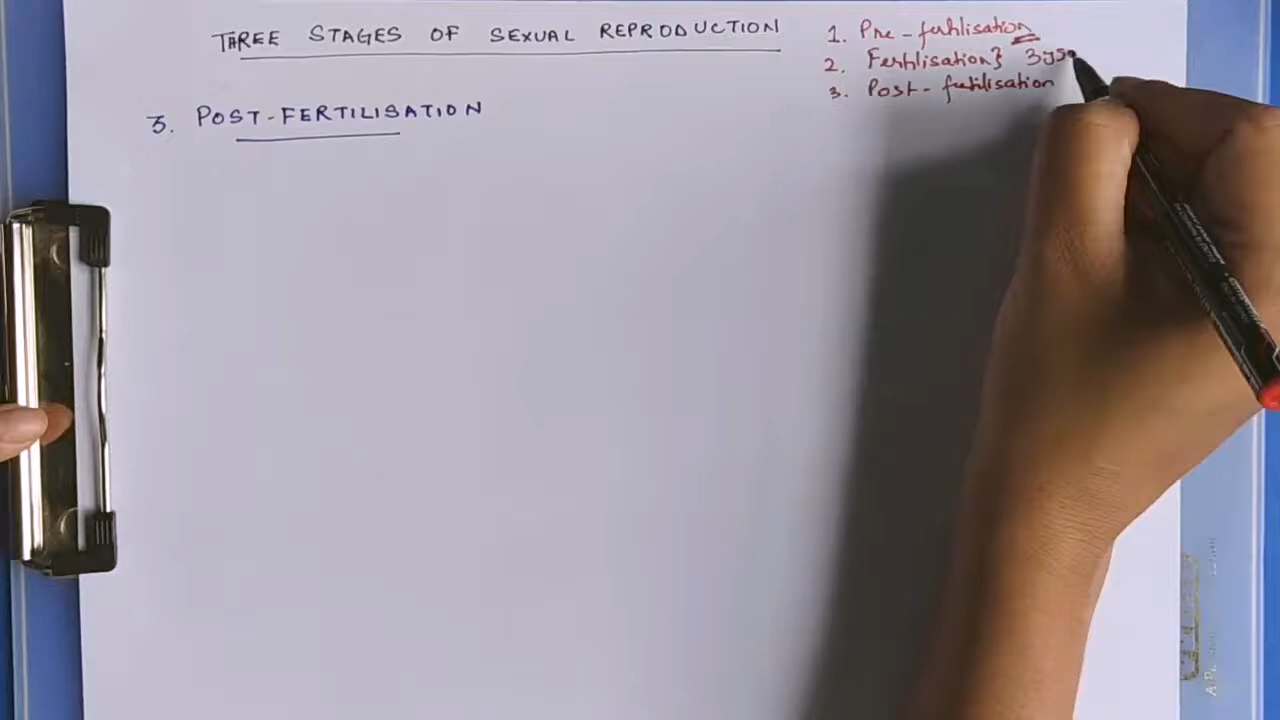 THREE STAGES OF SEXUAL REPRODUCTION
1. Pre-fertilisation
2. Fertilisation}
3. Post-fertilisation
3. POST-FERTILISATION